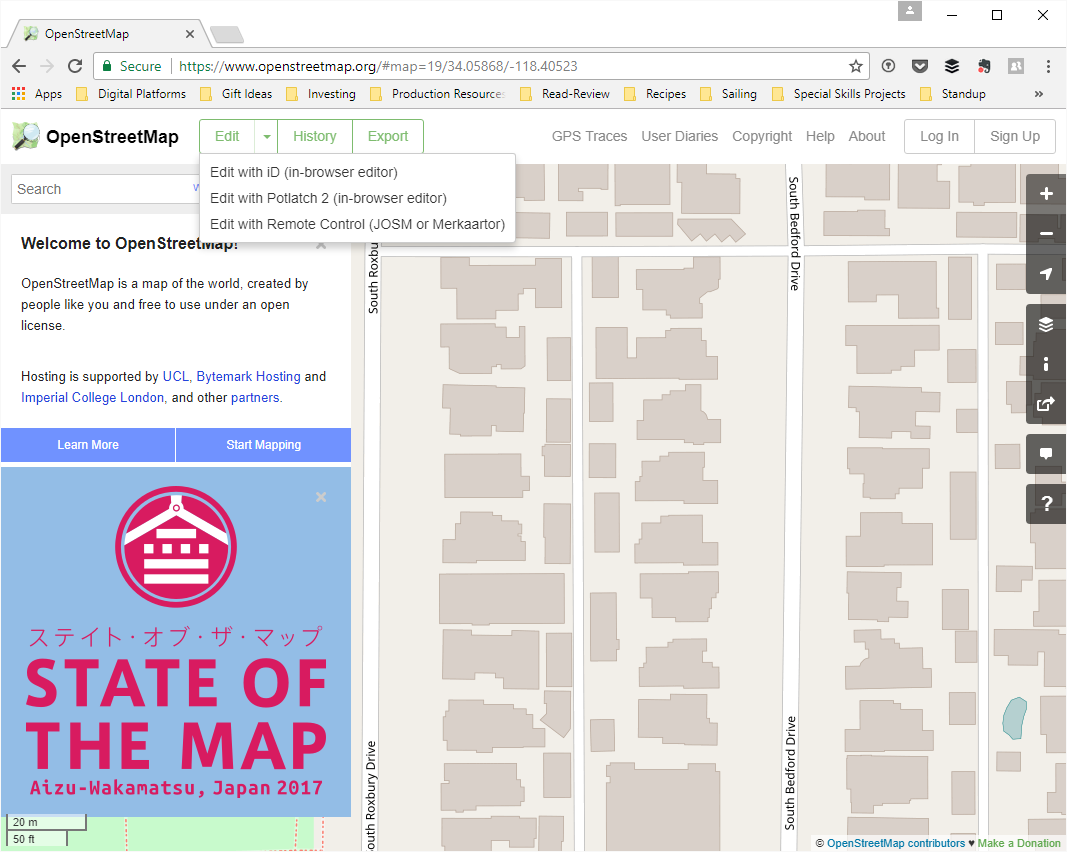 OpenStreetMap
Secure https://www.openstreetmap.org/#map=19/34.05868/-118.40523
Apps Digital Platforms Gift Ideas Investing Production Resources Read-Review Recipes Sailing Special Skills Projects Standup »
OpenStreetMap Edit History Export GPS Traces User Diaries Copyright Help About Log In Sign Up
Edit with iD (in-browser editor)
Edit with Potlatch 2 (in-browser editor)
Edit with Remote Control (JOSM or Merkaartor)
Search
Welcome to OpenStreetMap!
OpenStreetMap is a map of the world, created by
people like you and free to use under an open
license.
Hosting is supported by UCL, Bytemark Hosting and
Imperial College London, and other partners.
Learn More Start Mapping
ステイト・オブ・ザ・マップ
STATE OF
THE MAP
Aizu-Wakamatsu, Japan 2017
20 m
50 ft
South Roxbu
South Bedford Drive
South Roxbury Drive
South Bedford Drive
?
© OpenStreetMap contributors ♥ Make a Donation